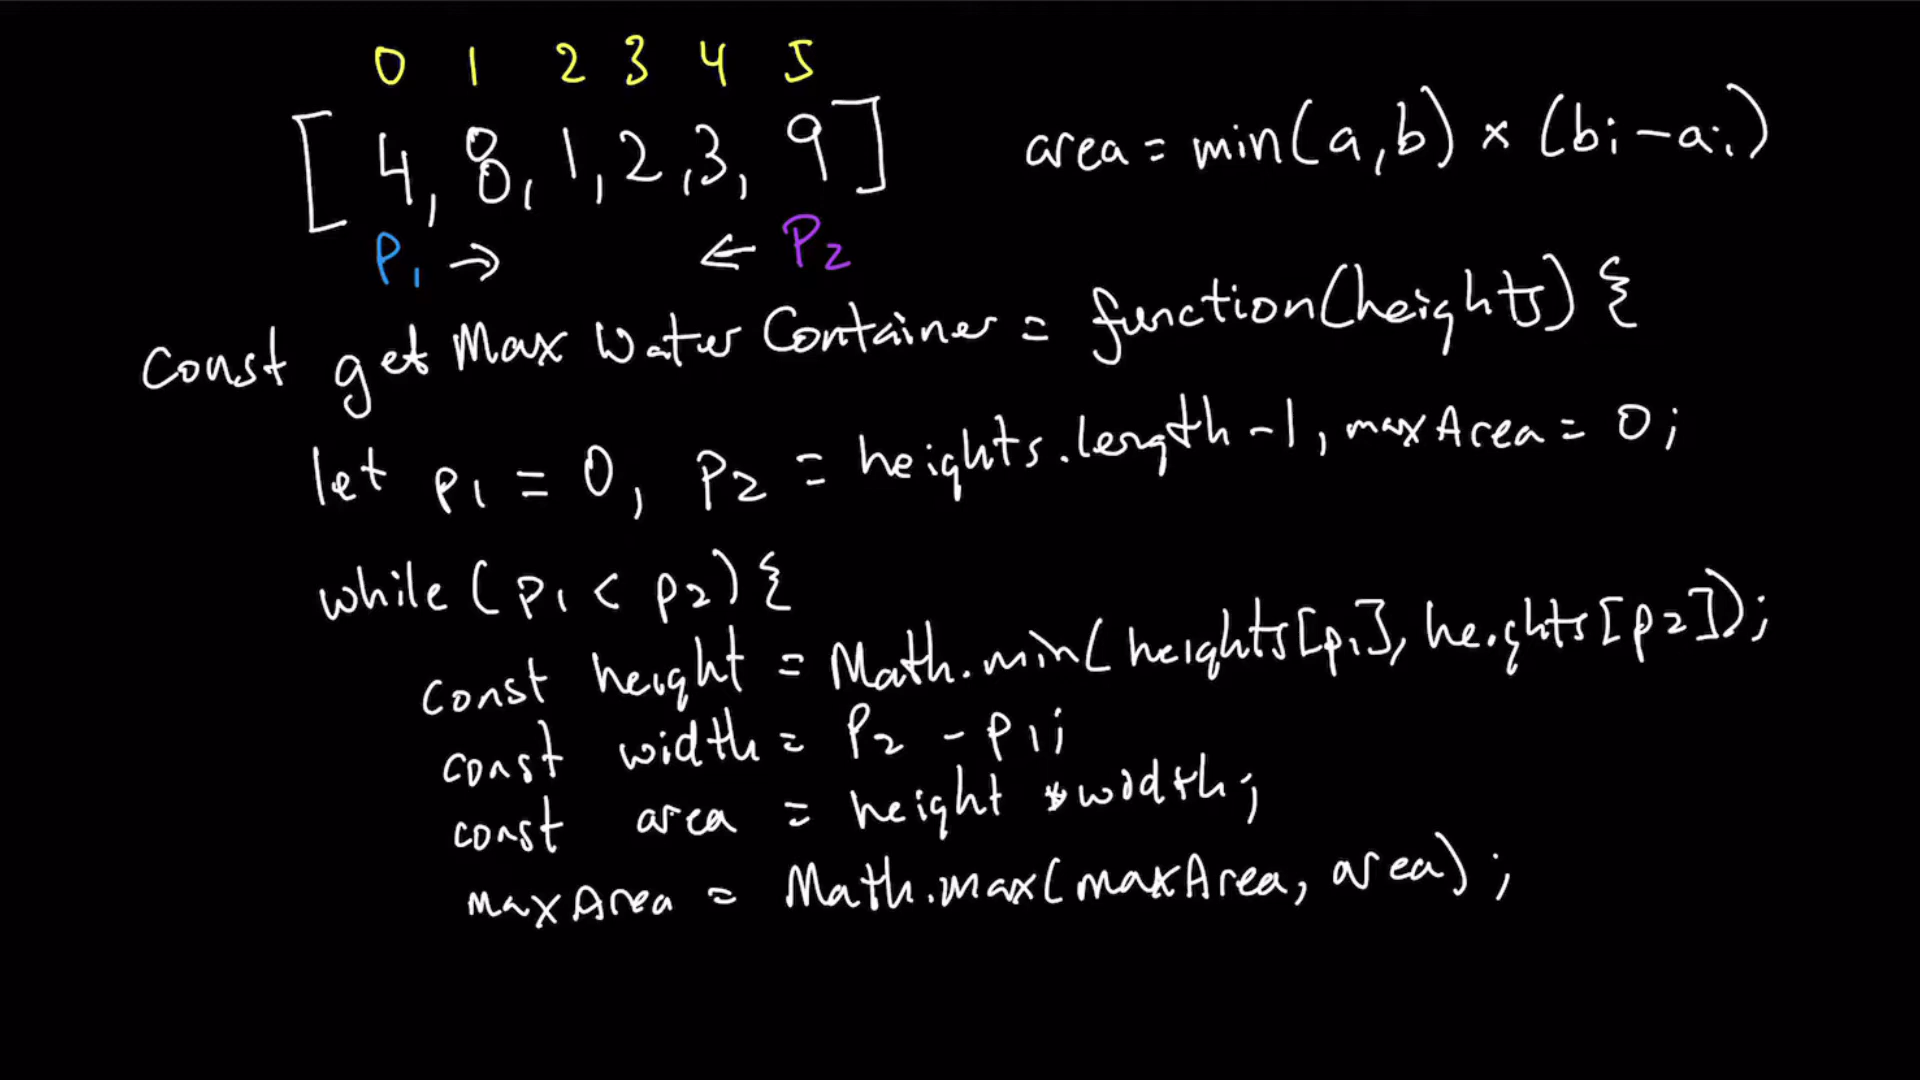 0 1 2 3 4 5
[4, 8, 1, 2, 3, 9]
area = min(a,b) × (bi - ai)
P1 → ← P2
const getMaxWaterContainer = function(heights) {
let p1 = 0, p2 = heights.length - 1, maxArea = 0;
while (p1 < p2) {
const height = Math.min(heights[p1], heights[p2]);
const width = P2 - P1;
const area = height * width;
maxArea = Math.max(maxArea, area);